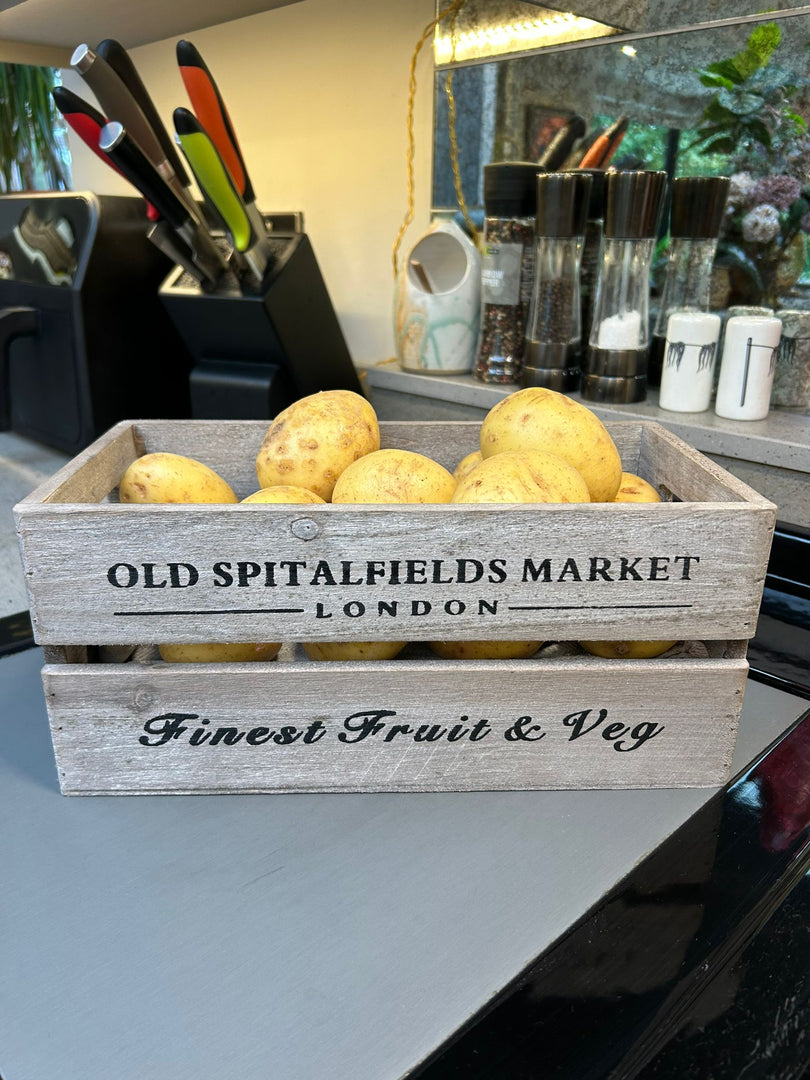 OLD SPITALFIELDS MARKET
LONDON
Finest Fruit & Veg